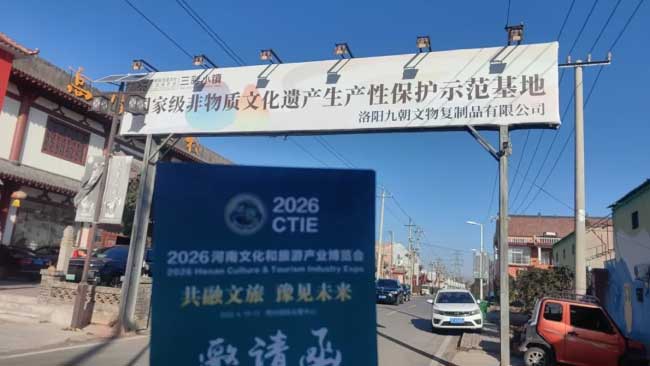 三彩小镇
国家级非物质文化遗产生产性保护示范基地
洛阳九朝文物复制品有限公司
2026
CTIE
2026河南文化和旅游产业博览会
2026 Henan Culture & Tourism Industry Expo
共融文旅 豫见未来
邀请函